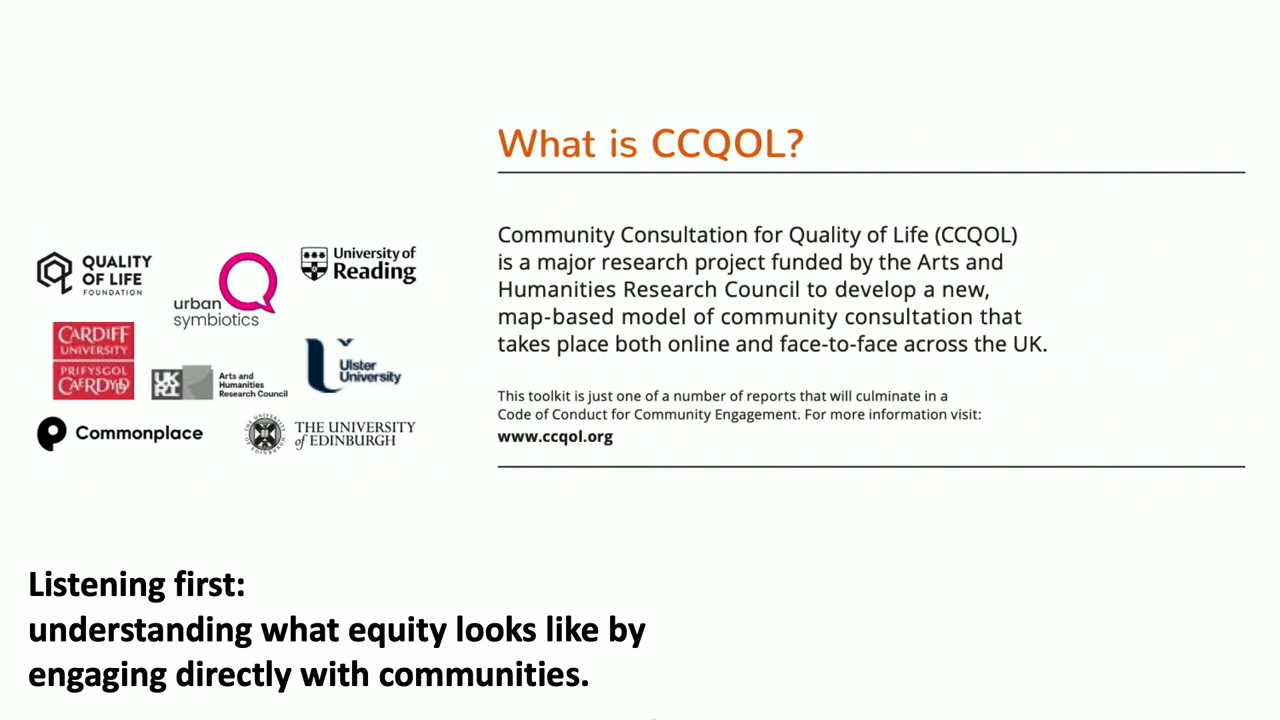 What is CCQOL?
Community Consultation for Quality of Life (CCQOL)
is a major research project funded by the Arts and
Humanities Research Council to develop a new,
map-based model of community consultation that
takes place both online and face-to-face across the UK.
This toolkit is just one of a number of reports that will culminate in a
Code of Conduct for Community Engagement. For more information visit:
www.ccqol.org
QUALITY
OF LIFE
FOUNDATION
urban
symbiotics
University of
Reading
CARDIFF
UNIVERSITY
PRIFYSGOL
CAERDYDD
UK
RI
Arts and
Humanities
Research Council
Ulster
University
Commonplace
THE UNIVERSITY
of EDINBURGH
Listening first:
understanding what equity looks like by
engaging directly with communities.